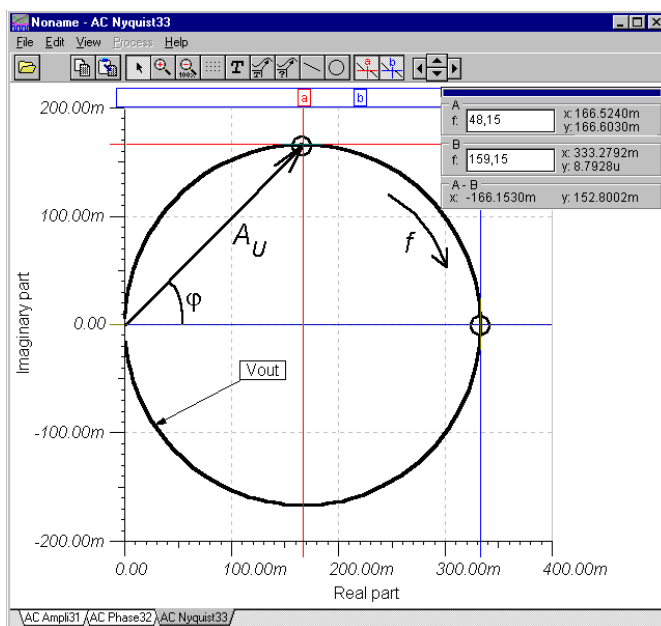 Noname - AC Nyquist33
File Edit View Process Help
100%
T
a b
a
b
A
f: 48,15 x: 166.5240m
y: 166.6030m
B
f: 159,15 x: 333.2792m
y: 8.7928u
A - B
x: -166.1530m y: 152.8002m
200.00m
100.00m
0.00
-100.00m
-200.00m
Imaginary part
A_U
f
φ
Vout
0.00 100.00m 200.00m 300.00m 400.00m
Real part
AC Ampli31 AC Phase32 AC Nyquist33